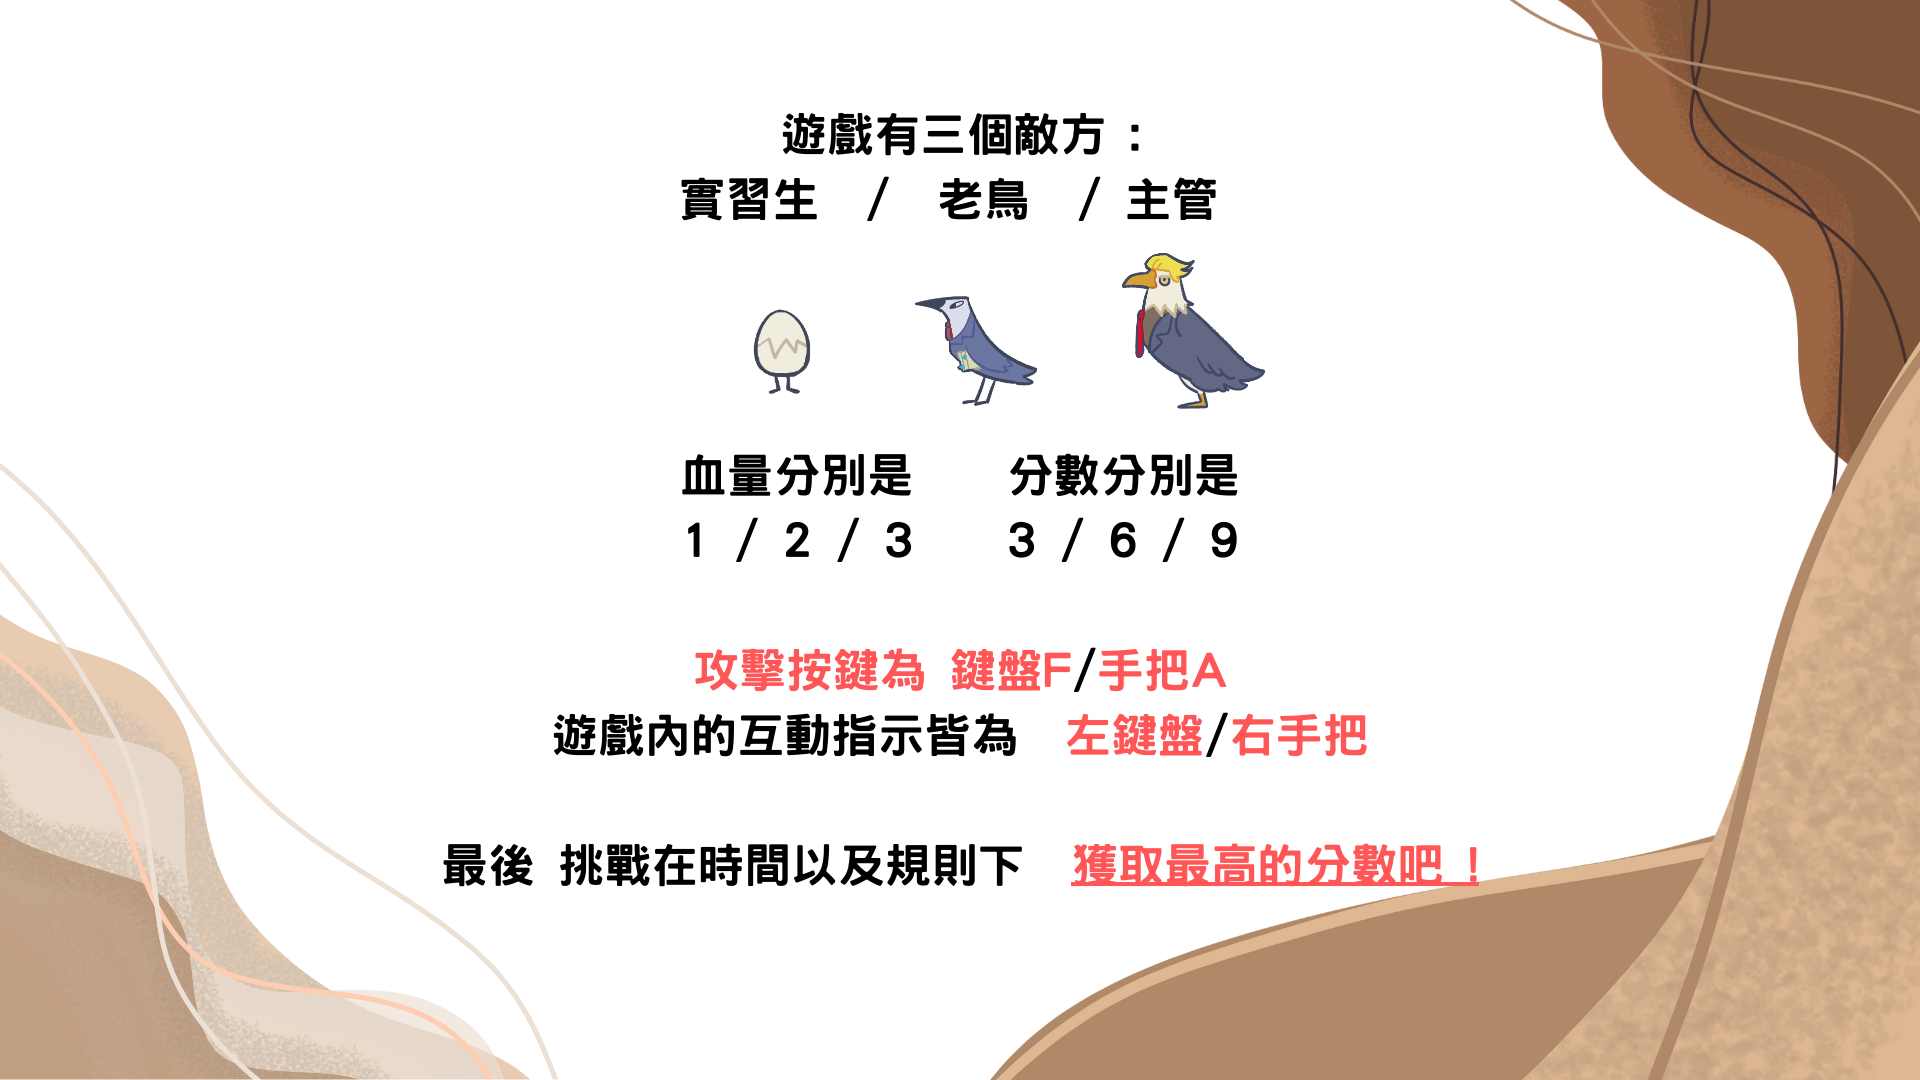 遊戲有三個敵方：
實習生 / 老鳥 / 主管
血量分別是 分數分別是
1 / 2 / 3 3 / 6 / 9
攻擊按鍵為 鍵盤F/手把A
遊戲內的互動指示皆為 左鍵盤/右手把
最後 挑戰在時間以及規則下 獲取最高的分數吧！